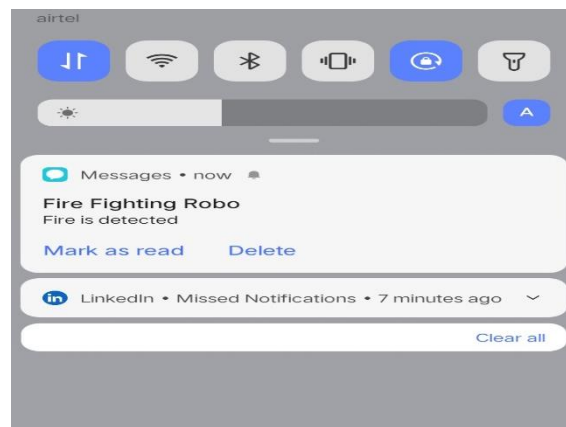 airtel
A
Messages • now
Fire Fighting Robo
Fire is detected
Mark as read Delete
in LinkedIn • Missed Notifications • 7 minutes ago
Clear all